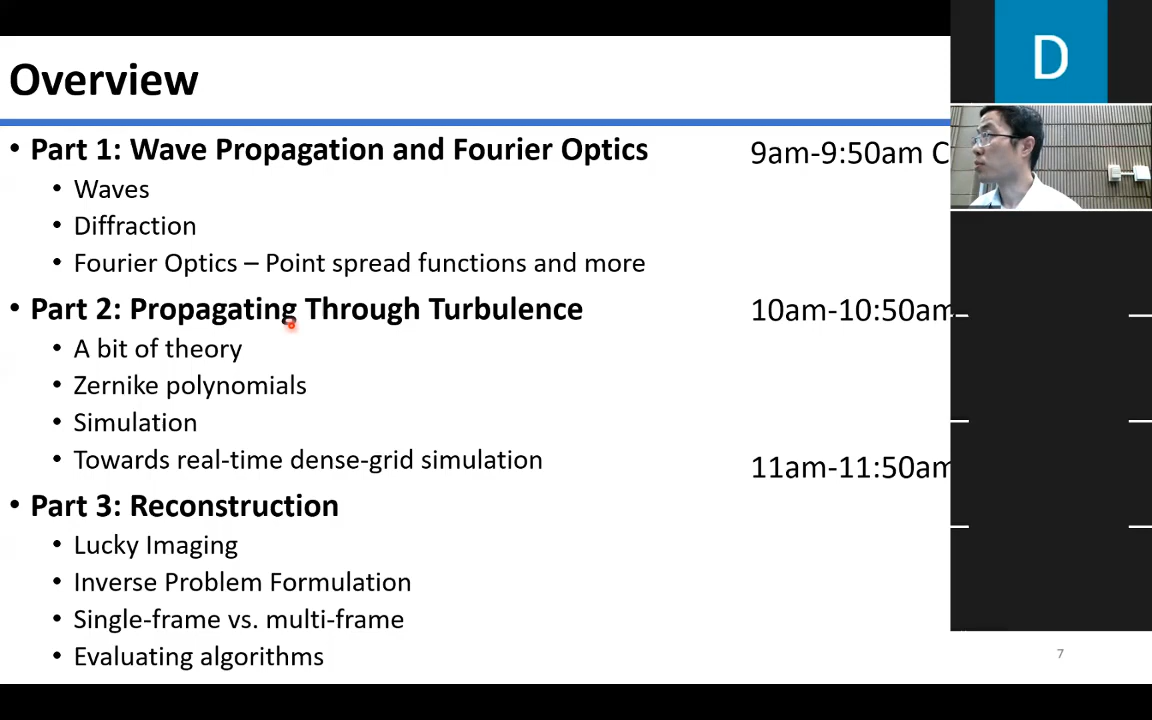 Overview
D
• Part 1: Wave Propagation and Fourier Optics 9am-9:50am C
• Waves
• Diffraction
• Fourier Optics – Point spread functions and more
• Part 2: Propagating Through Turbulence 10am-10:50am
• A bit of theory
• Zernike polynomials
• Simulation
• Towards real-time dense-grid simulation
11am-11:50am
• Part 3: Reconstruction
• Lucky Imaging
• Inverse Problem Formulation
• Single-frame vs. multi-frame
• Evaluating algorithms
7